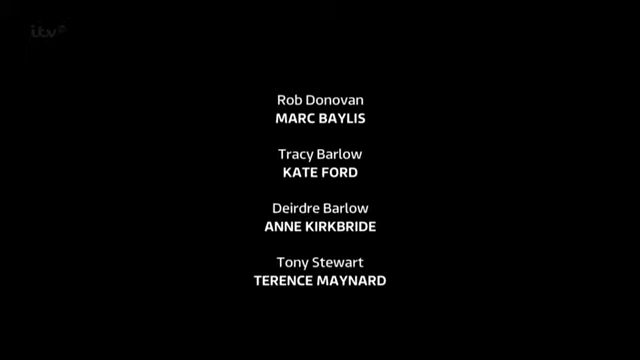 itv
Rob Donovan
MARC BAYLIS
Tracy Barlow
KATE FORD
Deirdre Barlow
ANNE KIRKBRIDE
Tony Stewart
TERENCE MAYNARD